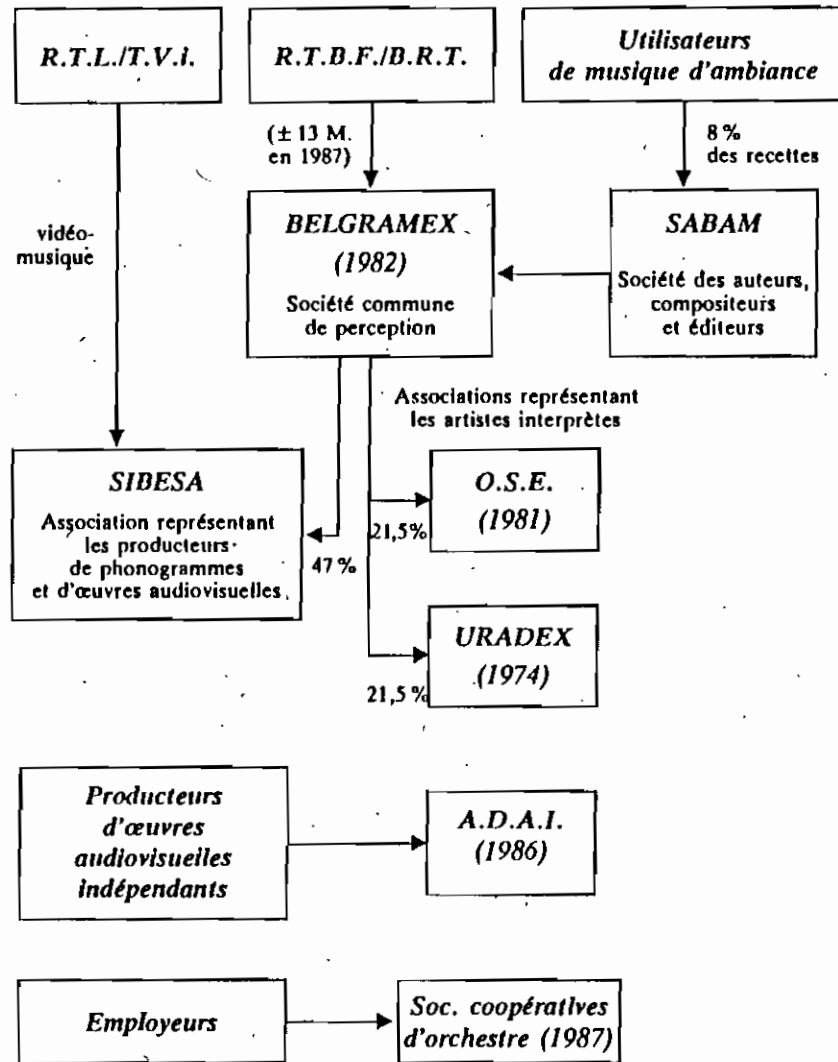 R.T.L./T.V.i.
R.T.B.F./B.R.T.
Utilisateurs
de musique d'ambiance
(± 13 M.
en 1987)
8 %
des recettes
vidéo-
musique
BELGRAMEX
(1982)
Société commune
de perception
SABAM
Société des auteurs,
compositeurs
et éditeurs
Associations représentant
les artistes interprètes
SIBESA
Association représentant
les producteurs
de phonogrammes
et d'œuvres audiovisuelles
47 %
O.S.E.
(1981)
21,5%
URADEX
(1974)
21,5 %
Producteurs
d'œuvres
audiovisuelles
indépendants
A.D.A.I.
(1986)
Employeurs
Soc. coopératives
d'orchestre (1987)